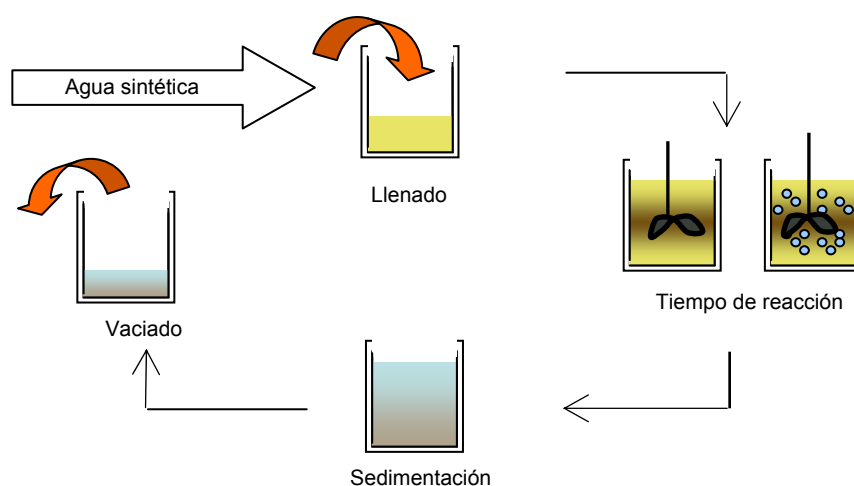 Agua sintética
Llenado
Tiempo de reacción
Vaciado
Sedimentación